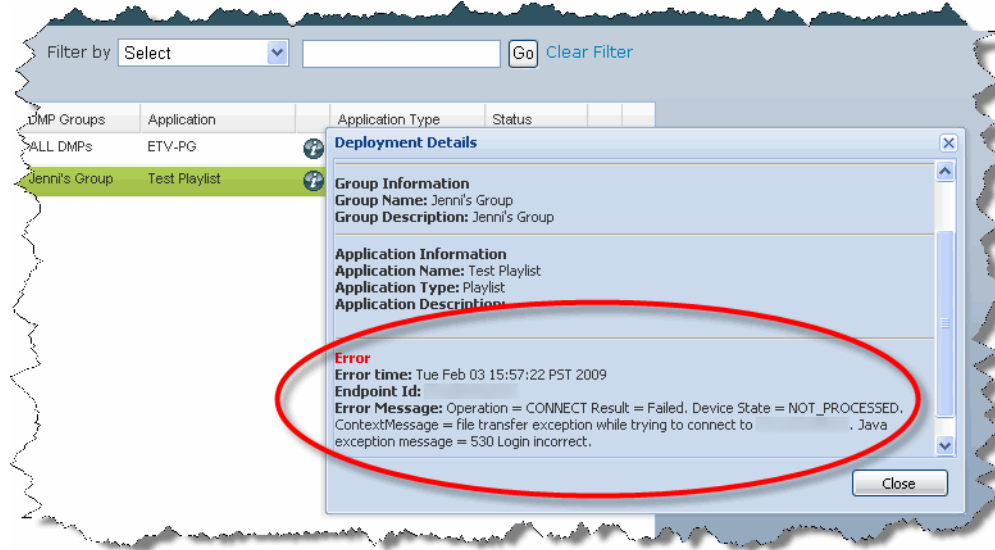 Filter by Select Go Clear Filter
DMP Groups Application Application Type Status
ALL DMPs ETV-PG
Jenni's Group Test Playlist
Deployment Details
Group Information
Group Name: Jenni's Group
Group Description: Jenni's Group
Application Information
Application Name: Test Playlist
Application Type: Playlist
Application Description:
Error
Error time: Tue Feb 03 15:57:22 PST 2009
Endpoint Id:
Error Message: Operation = CONNECT Result = Failed. Device State = NOT_PROCESSED.
ContextMessage = file transfer exception while trying to connect to . Java
exception message = 530 Login incorrect.
Close